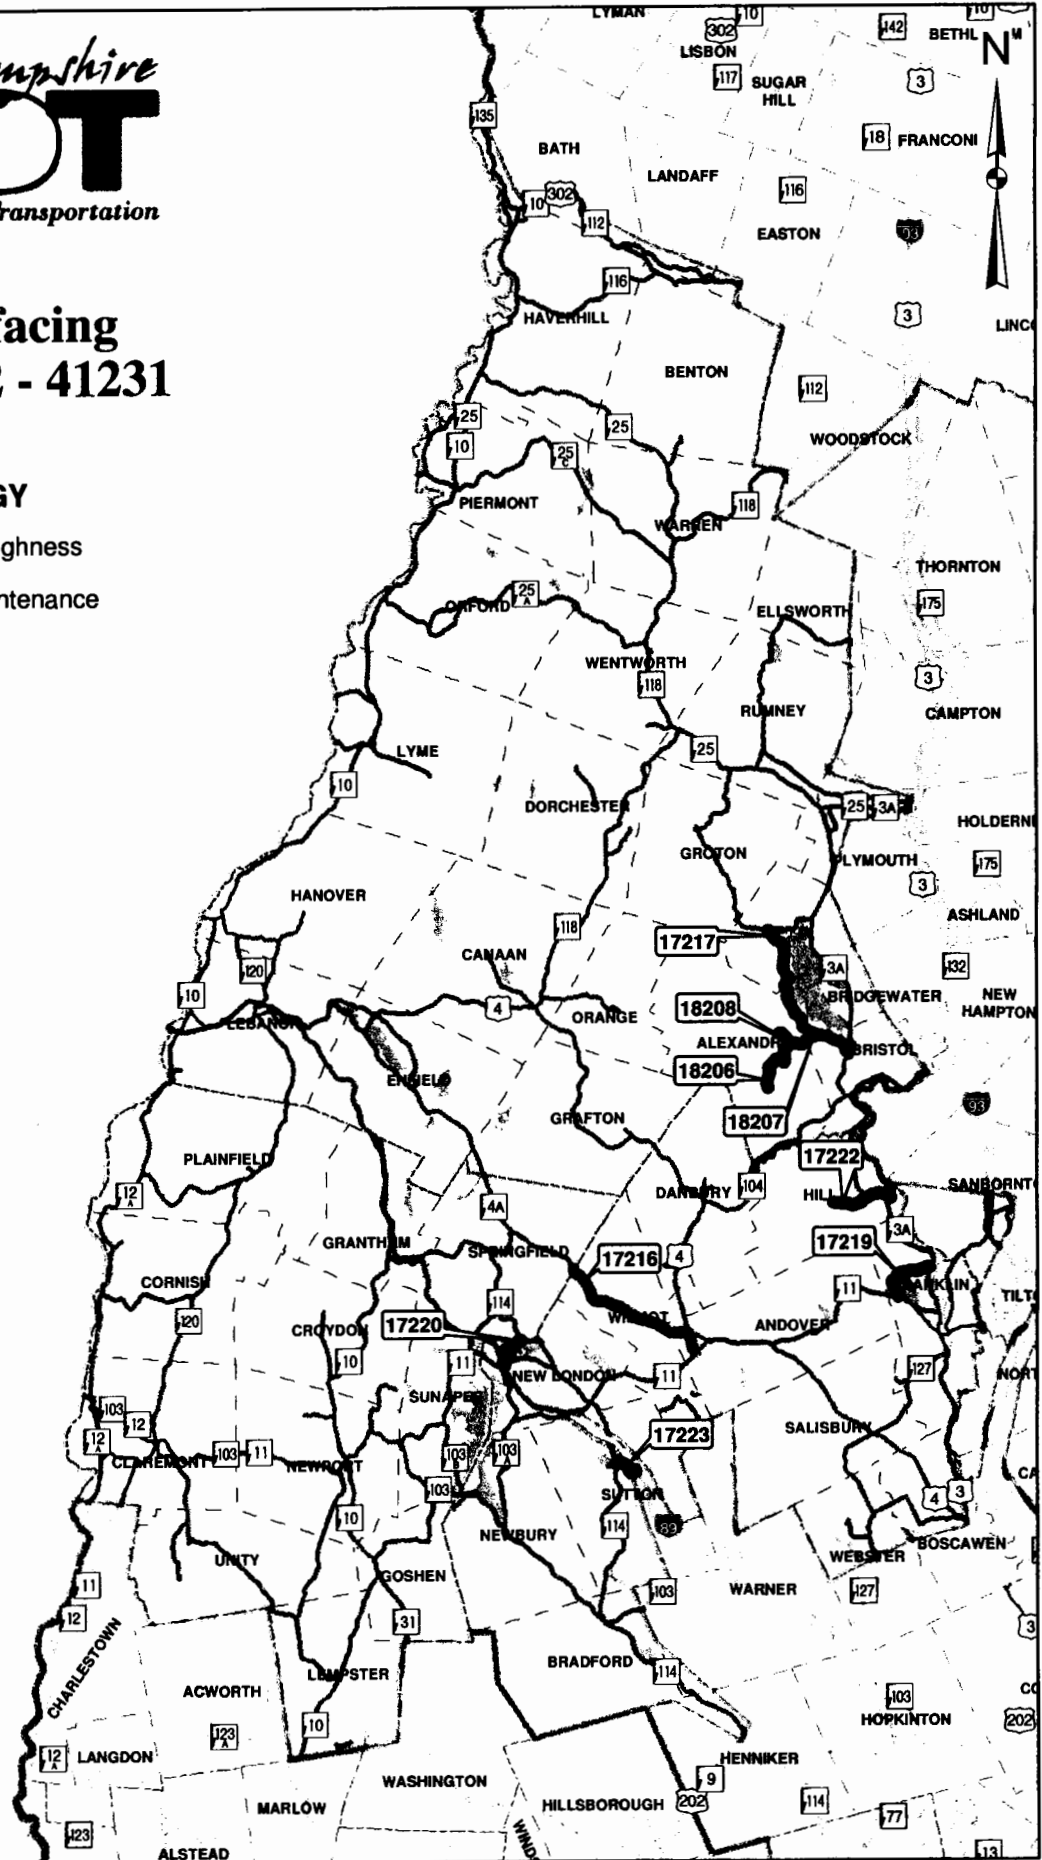 LYMAN
10
10
302
142
BETHL
N
LISBON
mpshire
117
SUGAR
HILL
3
OT
135
18
FRANCONI
BATH
LANDAFF
116
Transportation
10
302
112
EASTON
93
116
3
HAVERHILL
LINC
facing
- 41231
BENTON
112
25
25
10
WOODSTOCK
25
C
GY
PIERMONT
118
WARREN
ghness
THORNTON
ntenance
25
A
ORFORD
ELLSWORTH
175
WENTWORTH
118
3
RUMNEY
CAMPTON
25
LYME
10
DORCHESTER
25
3A
HOLDERN
GROTON
PLYMOUTH
175
3
HANOVER
ASHLAND
118
17217
CANAAN
3A
132
120
10
BRIDGEWATER
NEW
HAMPTON
18208
4
ORANGE
LEBANON
ALEXANDR
BRISTOL
18206
ENFIELD
93
GRAFTON
18207
17222
PLAINFIELD
12
A
DANBURY
104
HILL
SANBORNT
4A
3A
GRANTHAM
SPRINGFIELD
17216
4
17219
CORNISH
11
ANKLIN
TILT
114
120
17220
WILMOT
ANDOVER
CROYDON
10
11
NEW LONDON
11
127
NORT
SUNAPEE
103
12
SALISBURY
17223
12
A
103
11
103
B
103
A
CLAREMONT
NEWPORT
CA
103
SUTTON
4
3
10
114
89
NEWBURY
BOSCAWEN
UNITY
WEBSTER
GOSHEN
11
103
WARNER
127
12
31
3
CHARLESTOWN
BRADFORD
LEMPSTER
114
ACWORTH
103
CO
10
HOPKINTON
202
123
A
12
A
LANGDON
HENNIKER
WASHINGTON
9
MARLOW
HILLSBOROUGH
202
114
77
123
WINDS
ALSTEAD
13